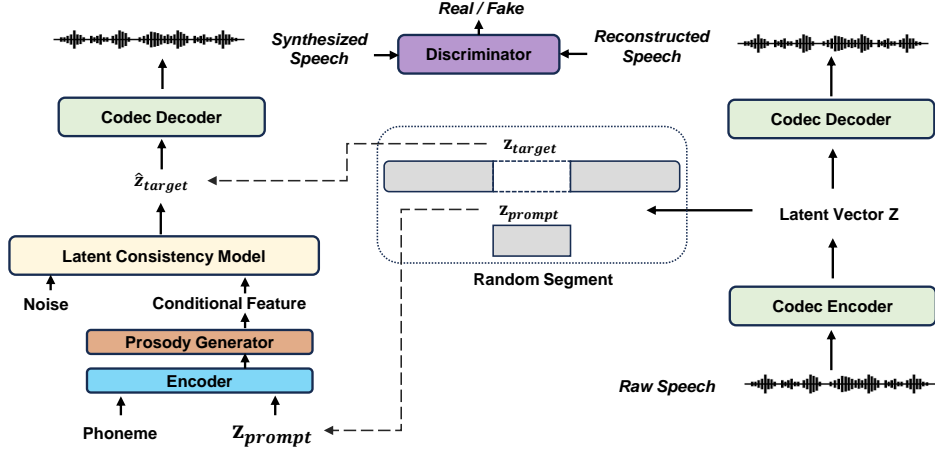 Real / Fake
Synthesized
Speech
Discriminator
Reconstructed
Speech
Codec Decoder
ẑ_target
Latent Consistency Model
Noise
Conditional Feature
Prosody Generator
Encoder
Phoneme
z_prompt
z_target
z_prompt
Random Segment
Codec Decoder
Latent Vector Z
Codec Encoder
Raw Speech